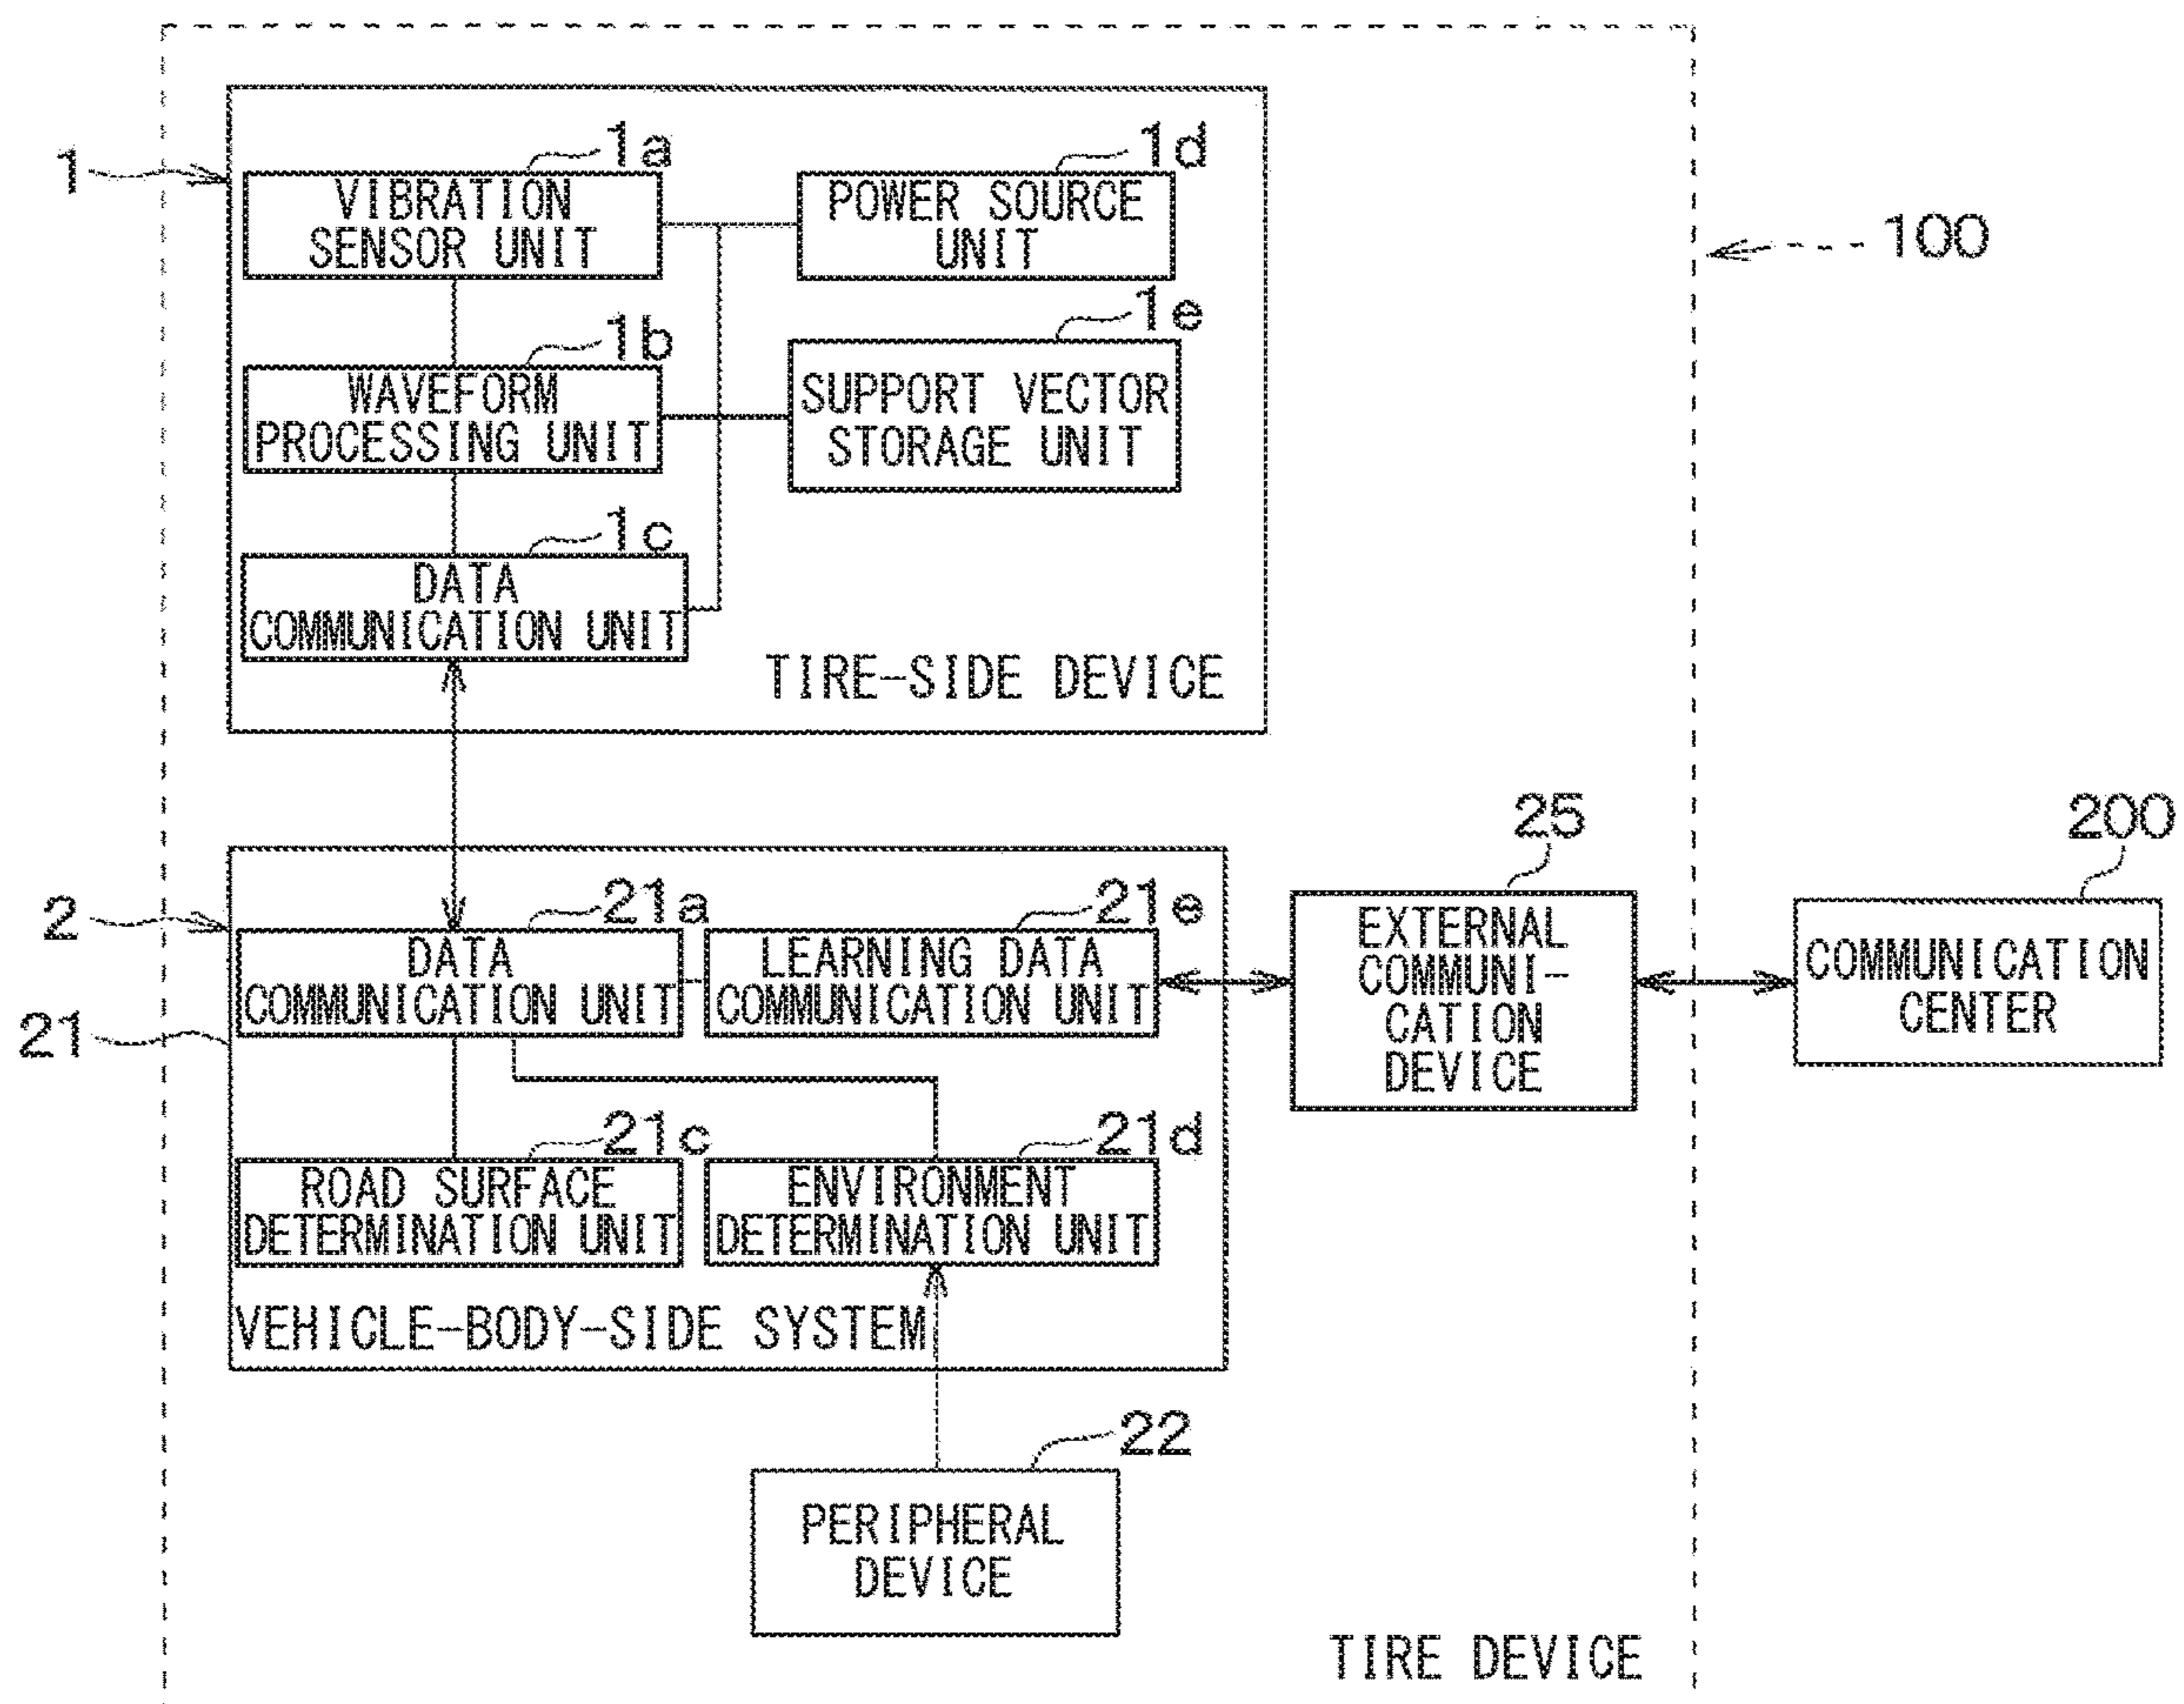 1
1a
VIBRATION
SENSOR UNIT
1d
POWER SOURCE
UNIT
100
1b
WAVEFORM
PROCESSING UNIT
1e
SUPPORT VECTOR
STORAGE UNIT
1c
DATA
COMMUNICATION UNIT
TIRE-SIDE DEVICE
2
21
21a
DATA
COMMUNICATION UNIT
21e
LEARNING DATA
COMMUNICATION UNIT
25
EXTERNAL
COMMUNI-
CATION
DEVICE
200
COMMUNICATION
CENTER
21c
ROAD SURFACE
DETERMINATION UNIT
21d
ENVIRONMENT
DETERMINATION UNIT
VEHICLE-BODY-SIDE SYSTEM
22
PERIPHERAL
DEVICE
TIRE DEVICE